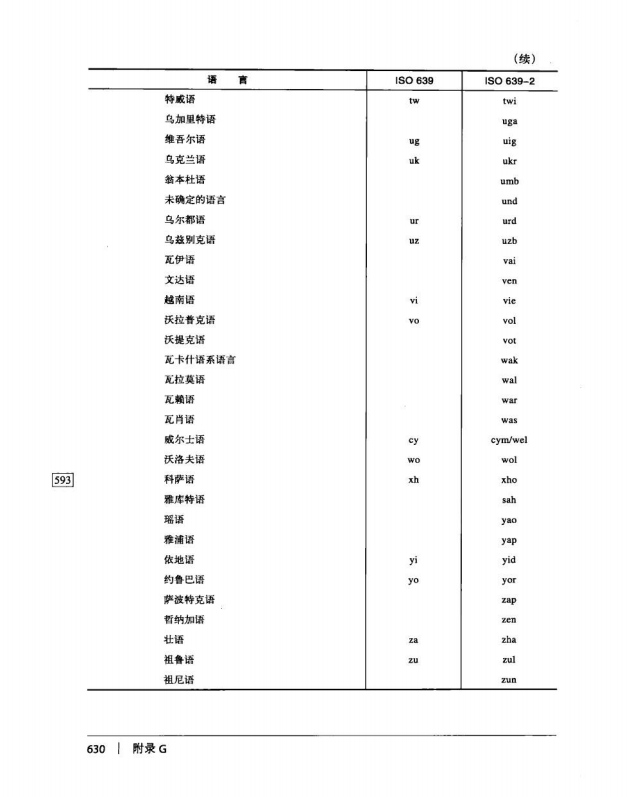 (续)
语 言 ISO 639 ISO 639-2
特威语 tw twi
乌加里特语 uga
维吾尔语 ug uig
乌克兰语 uk ukr
翁本杜语 umb
未确定的语言 und
乌尔都语 ur urd
乌兹别克语 uz uzb
瓦伊语 vai
文达语 ven
越南语 vi vie
沃拉普克语 vo vol
沃提克语 vot
瓦卡什语系语言 wak
瓦拉莫语 wal
瓦赖语 war
瓦肖语 was
威尔士语 cy cym/wel
沃洛夫语 wo wol
593 科萨语 xh xho
雅库特语 sah
瑶语 yao
雅浦语 yap
依地语 yi yid
约鲁巴语 yo yor
萨波特克语 zap
哲纳加语 zen
壮语 za zha
祖鲁语 zu zul
祖尼语 zun
630 | 附录 G